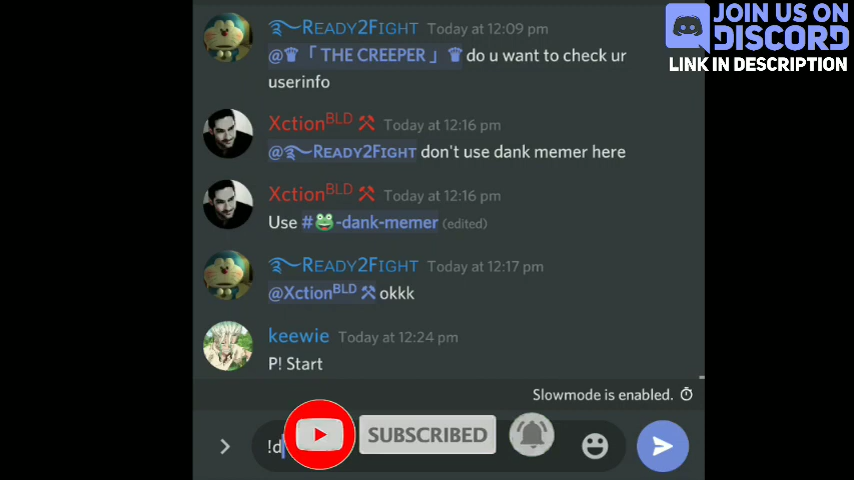 ࿐READY2FIGHT Today at 12:09 pm
@♛「 THE CREEPER 」♛ do u want to check ur
userinfo
Xctionᴮᴸᴰ ⚒ Today at 12:16 pm
@࿐READY2FIGHT don't use dank memer here
Xctionᴮᴸᴰ ⚒ Today at 12:16 pm
Use #🐸-dank-memer (edited)
࿐READY2FIGHT Today at 12:17 pm
@Xctionᴮᴸᴰ ⚒ okkk
keewie Today at 12:24 pm
P! Start
Slowmode is enabled.
!d
SUBSCRIBED
JOIN US ON
DISCORD
LINK IN DESCRIPTION